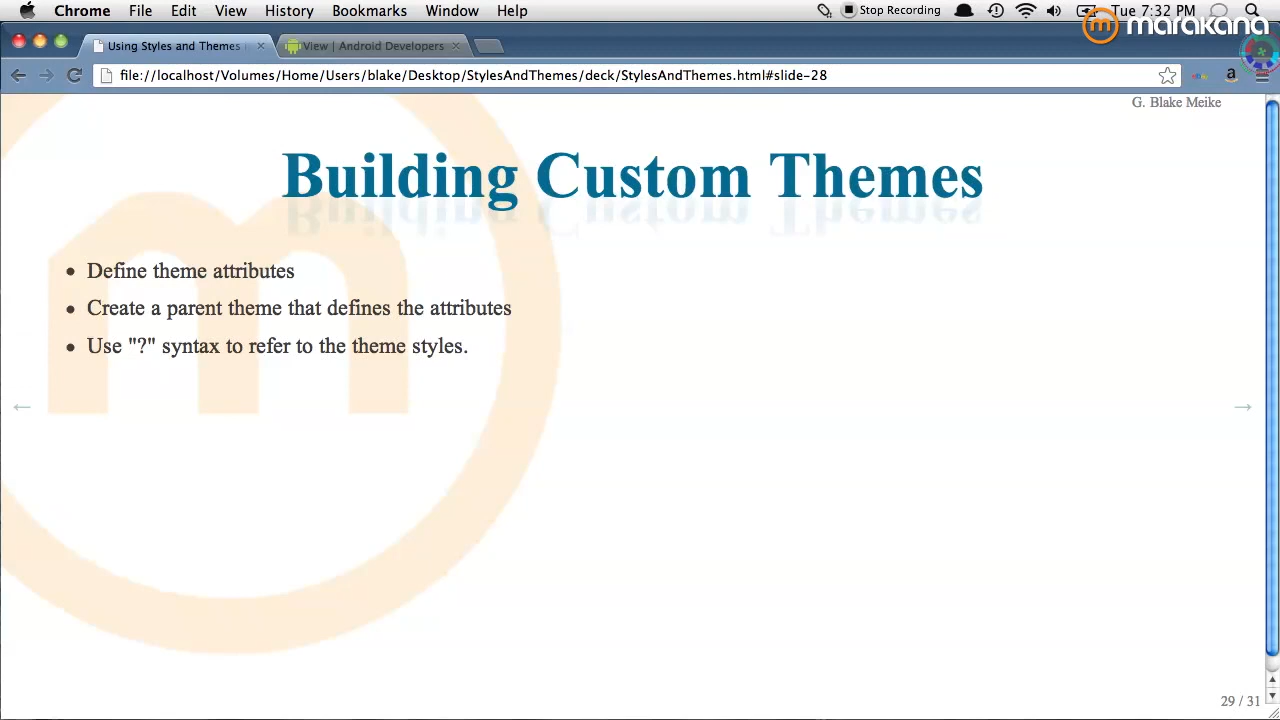 Chrome File Edit View History Bookmarks Window Help Stop Recording Tue 7:32 PM
marakana
Using Styles and Themes View | Android Developers
file://localhost/Volumes/Home/Users/blake/Desktop/StylesAndThemes/deck/StylesAndThemes.html#slide-28
G. Blake Meike
Building Custom Themes
Define theme attributes
Create a parent theme that defines the attributes
Use "?" syntax to refer to the theme styles.
29 / 31